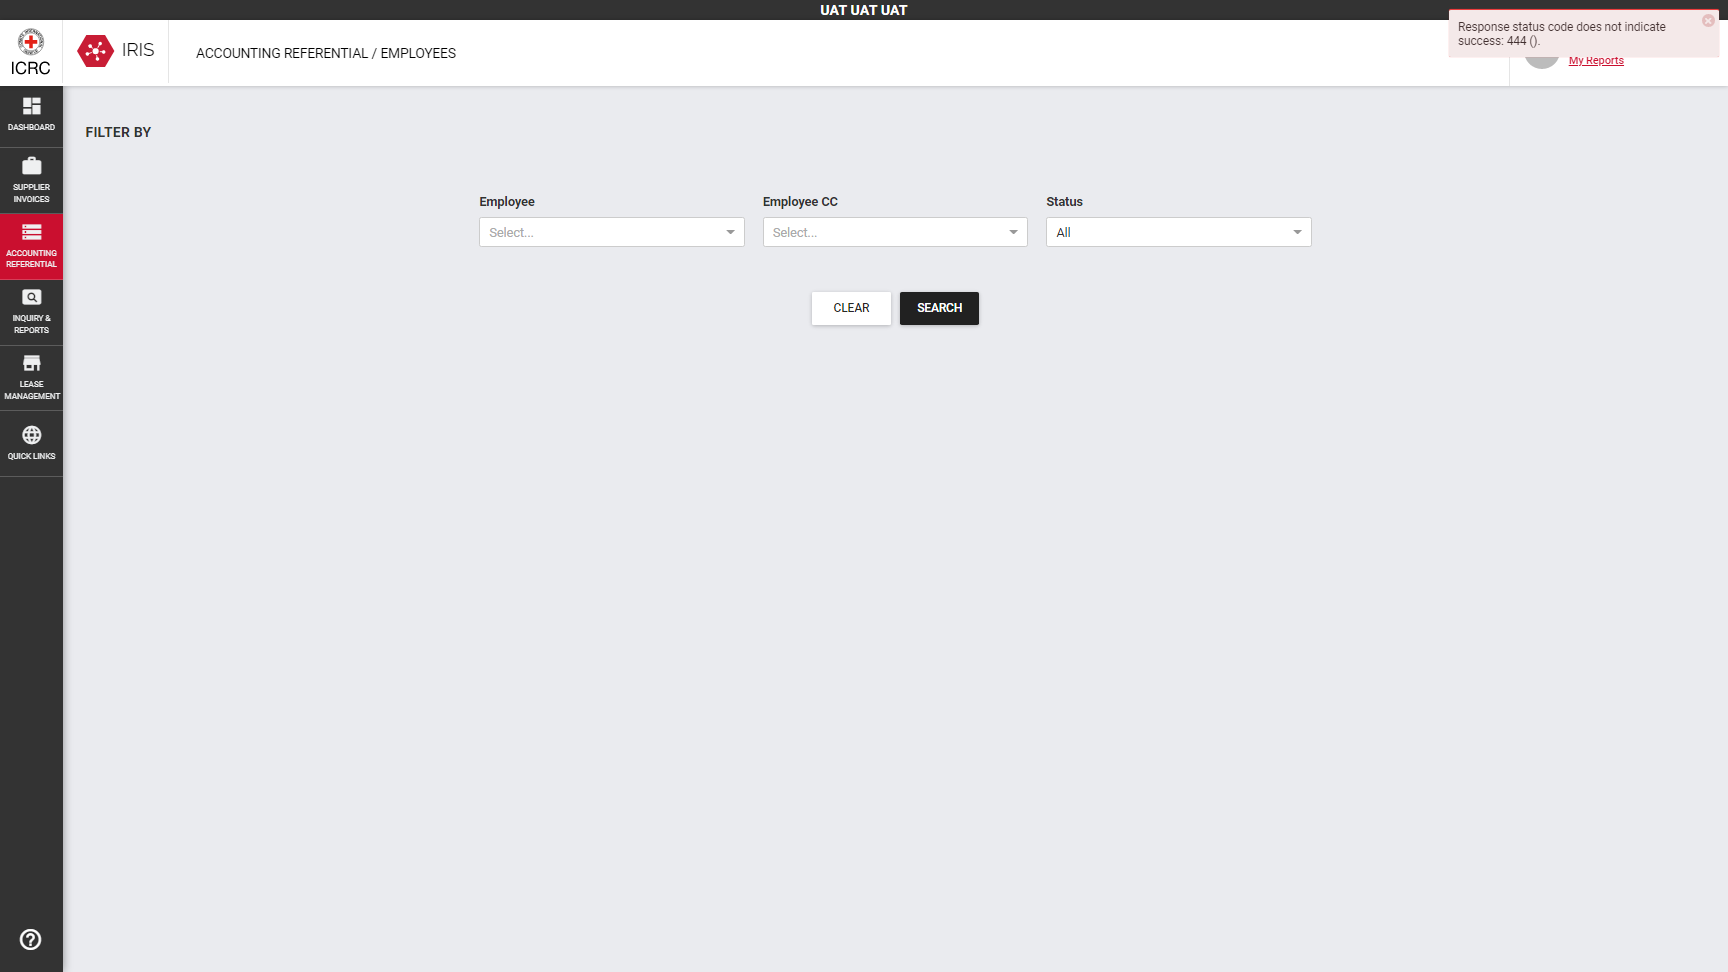 UAT UAT UAT
ICRC
IRIS
ACCOUNTING REFERENTIAL / EMPLOYEES
Response status code does not indicate
success: 444 ().
My Reports
DASHBOARD
SUPPLIER
INVOICES
ACCOUNTING
REFERENTIAL
INQUIRY &
REPORTS
LEASE
MANAGEMENT
QUICK LINKS
FILTER BY
Employee
Select...
Employee CC
Select...
Status
All
CLEAR
SEARCH